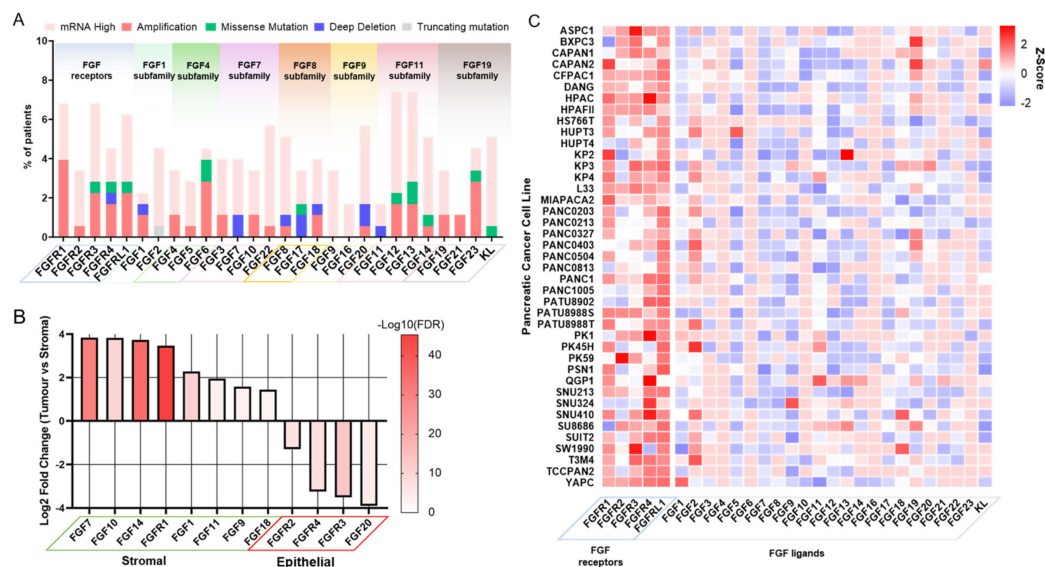 A
mRNA High
Amplification
Missense Mutation
Deep Deletion
Truncating mutation
10
8
6
4
2
0
% of patients
FGF
receptors
FGF1
subfamily
FGF4
subfamily
FGF7
subfamily
FGF8
subfamily
FGF9
subfamily
FGF11
subfamily
FGF19
subfamily
FGFR1
FGFR2
FGFR3
FGFR4
FGFRL1
FGF1
FGF2
FGF4
FGF5
FGF6
FGF3
FGF7
FGF10
FGF22
FGF8
FGF17
FGF18
FGF9
FGF16
FGF20
FGF11
FGF12
FGF13
FGF14
FGF19
FGF21
FGF23
KL
B
Log2 Fold Change (Tumour vs Stroma)
4
2
0
-2
-4
-Log10(FDR)
40
30
20
10
0
FGF7
FGF10
FGF14
FGFR1
FGF1
FGF11
FGF9
FGF18
FGFR2
FGFR4
FGFR3
FGF20
Stromal
Epithelial
C
Pancreatic Cancer Cell Line
ASPC1
BXPC3
CAPAN1
CAPAN2
CFPAC1
DANG
HPAC
HPAFII
HS766T
HUPT3
HUPT4
KP2
KP3
KP4
L33
MIAPACA2
PANC0203
PANC0213
PANC0327
PANC0403
PANC0504
PANC0813
PANC1
PANC1005
PATU8902
PATU8988S
PATU8988T
PK1
PK45H
PK59
PSN1
QGP1
SNU213
SNU324
SNU410
SU8686
SUIT2
SW1990
T3M4
TCCPAN2
YAPC
FGFR1
FGFR2
FGFR3
FGFR4
FGFRL1
FGF1
FGF2
FGF3
FGF4
FGF5
FGF6
FGF7
FGF8
FGF9
FGF10
FGF11
FGF12
FGF13
FGF14
FGF16
FGF17
FGF18
FGF19
FGF20
FGF21
FGF22
FGF23
KL
FGF
receptors
FGF ligands
2
0
-2
Z-Score